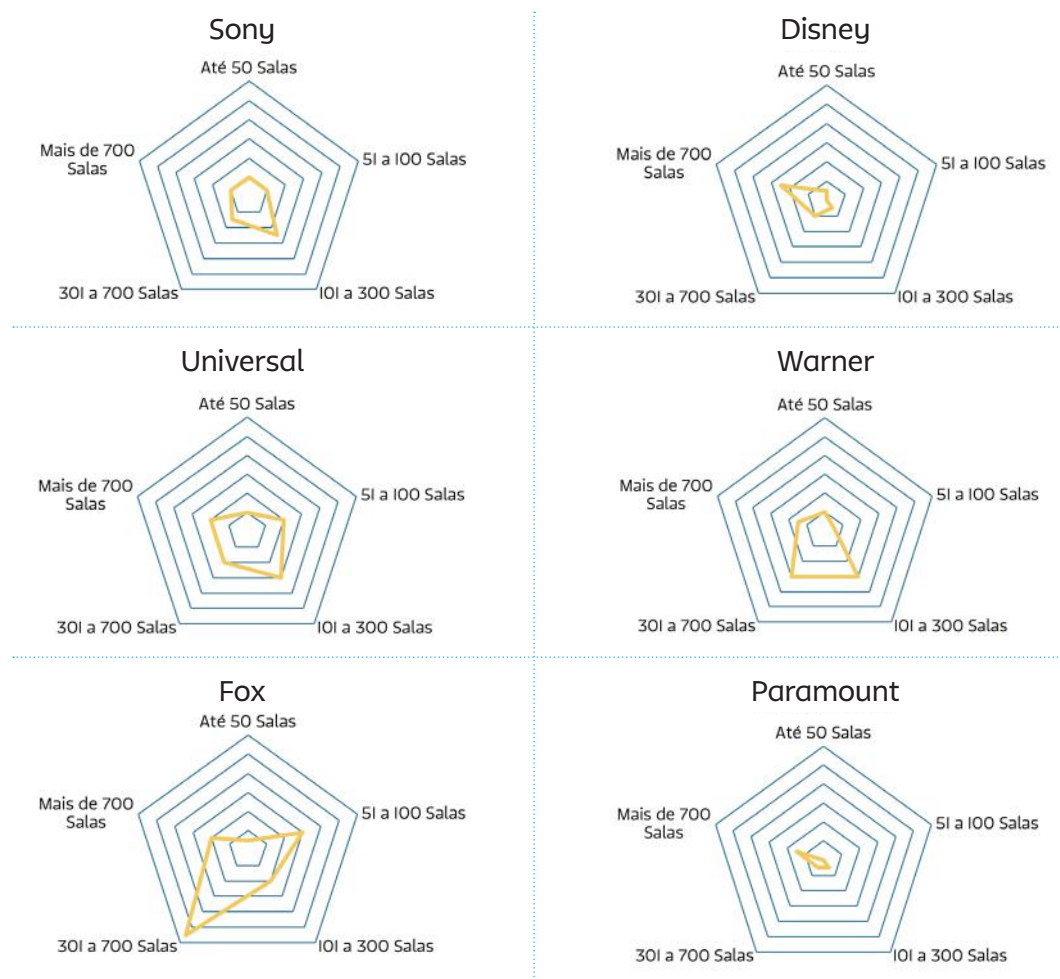 Sony
Até 50 Salas
Mais de 700
Salas
51 a 100 Salas
301 a 700 Salas
101 a 300 Salas
Disney
Até 50 Salas
Mais de 700
Salas
51 a 100 Salas
301 a 700 Salas
101 a 300 Salas
Universal
Até 50 Salas
Mais de 700
Salas
51 a 100 Salas
301 a 700 Salas
101 a 300 Salas
Warner
Até 50 Salas
Mais de 700
Salas
51 a 100 Salas
301 a 700 Salas
101 a 300 Salas
Fox
Até 50 Salas
Mais de 700
Salas
51 a 100 Salas
301 a 700 Salas
101 a 300 Salas
Paramount
Até 50 Salas
Mais de 700
Salas
51 a 100 Salas
301 a 700 Salas
101 a 300 Salas